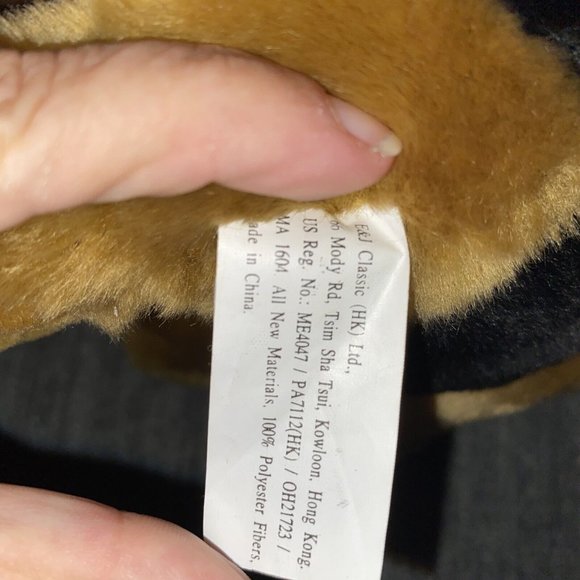 E&J Classic (HK) Ltd.,
Mody Rd, Tsim Sha Tsui, Kowloon, Hong Kong.
US Reg. No.: ME4047 / PA7112(HK) / OH21723 /
MA 1604 All New Materials, 100% Polyester Fibers,
ade in China.